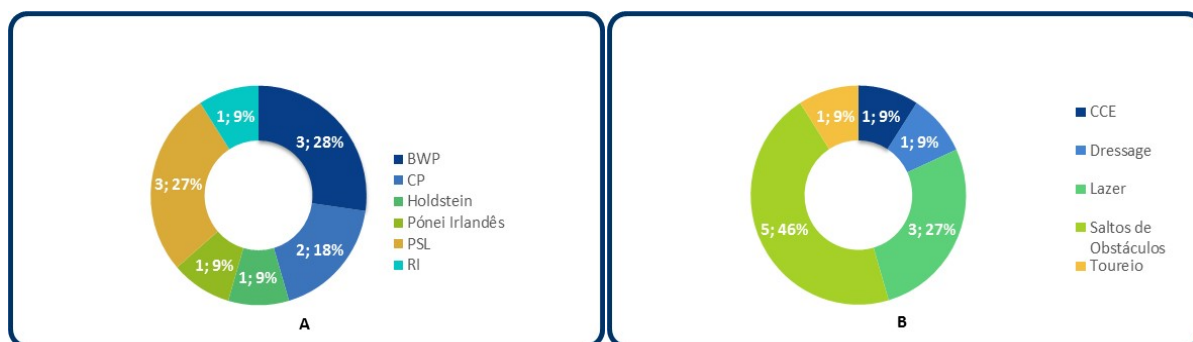 1; 9%
3; 28%
3; 27%
2; 18%
1; 9%
1; 9%
BWP
CP
Holdstein
Pónei Irlandês
PSL
RI
A
1; 9%
1; 9%
1; 9%
5; 46%
3; 27%
CCE
Dressage
Lazer
Saltos de
Obstáculos
Toureio
B